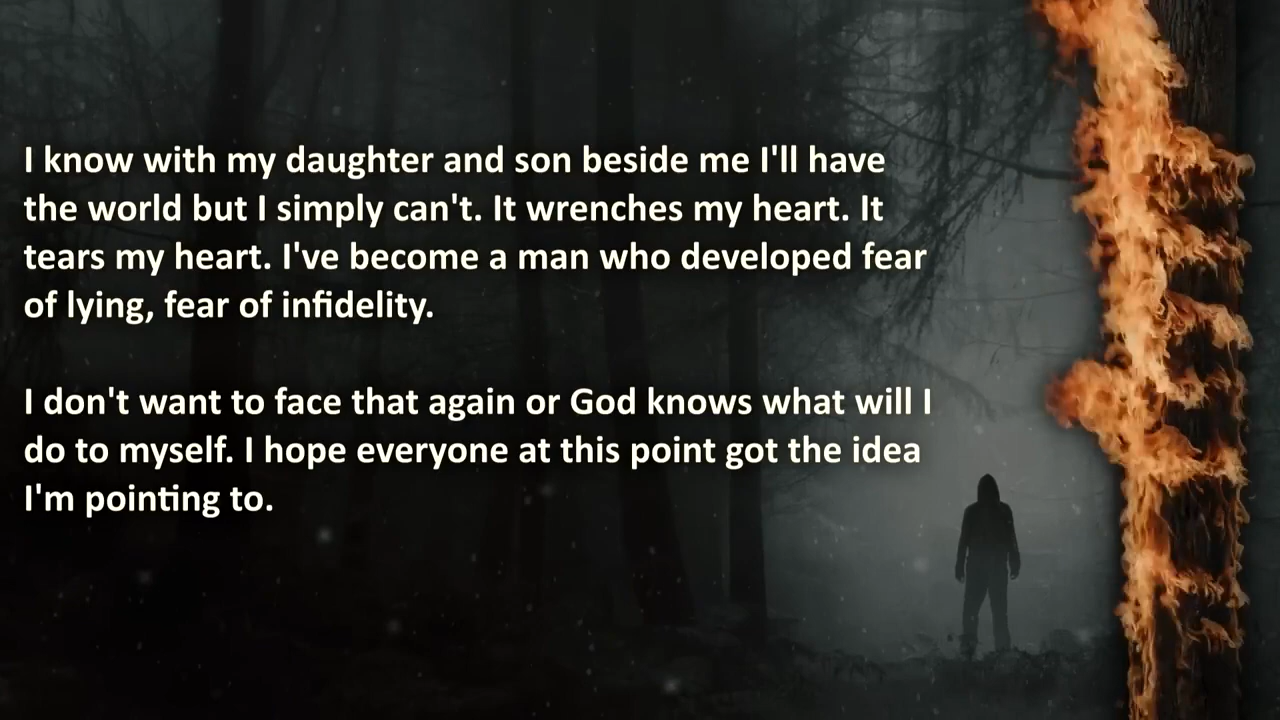 I know with my daughter and son beside me I'll have
the world but I simply can't. It wrenches my heart. It
tears my heart. I've become a man who developed fear
of lying, fear of infidelity.
I don't want to face that again or God knows what will I
do to myself. I hope everyone at this point got the idea
I'm pointing to.